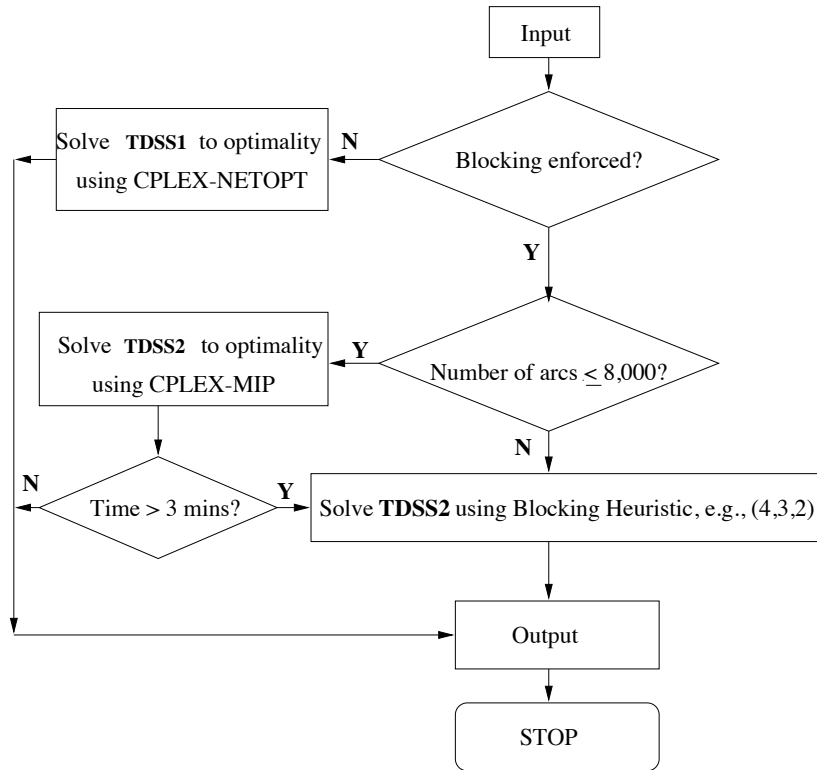 Input
Blocking enforced?
N
Solve TDSS1 to optimality
using CPLEX-NETOPT
Y
Number of arcs ≤ 8,000?
Y
Solve TDSS2 to optimality
using CPLEX-MIP
N
Time > 3 mins?
N
Y
Solve TDSS2 using Blocking Heuristic, e.g., (4,3,2)
Output
STOP